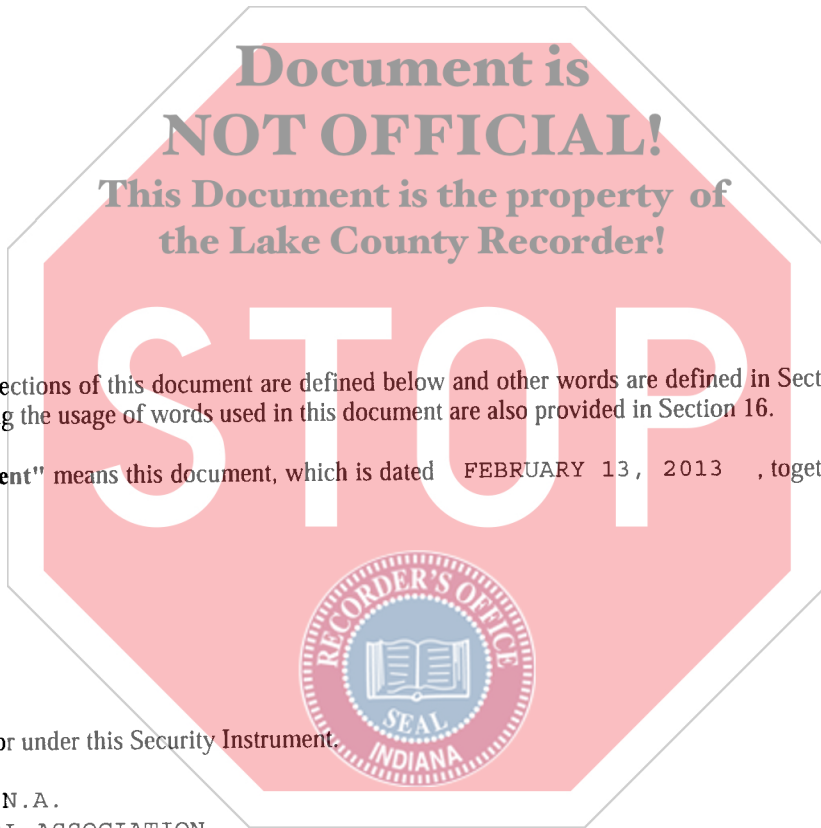 Document is
NOT OFFICIAL!
This Document is the property of
the Lake County Recorder!
STOP
ections of this document are defined below and other words are defined in Sect
g the usage of words used in this document are also provided in Section 16.
ent" means this document, which is dated FEBRUARY 13, 2013 , toget
RECORDER'S OFFICE
SEAL
INDIANA
or under this Security Instrument.
N.A.
ASSOCIATION